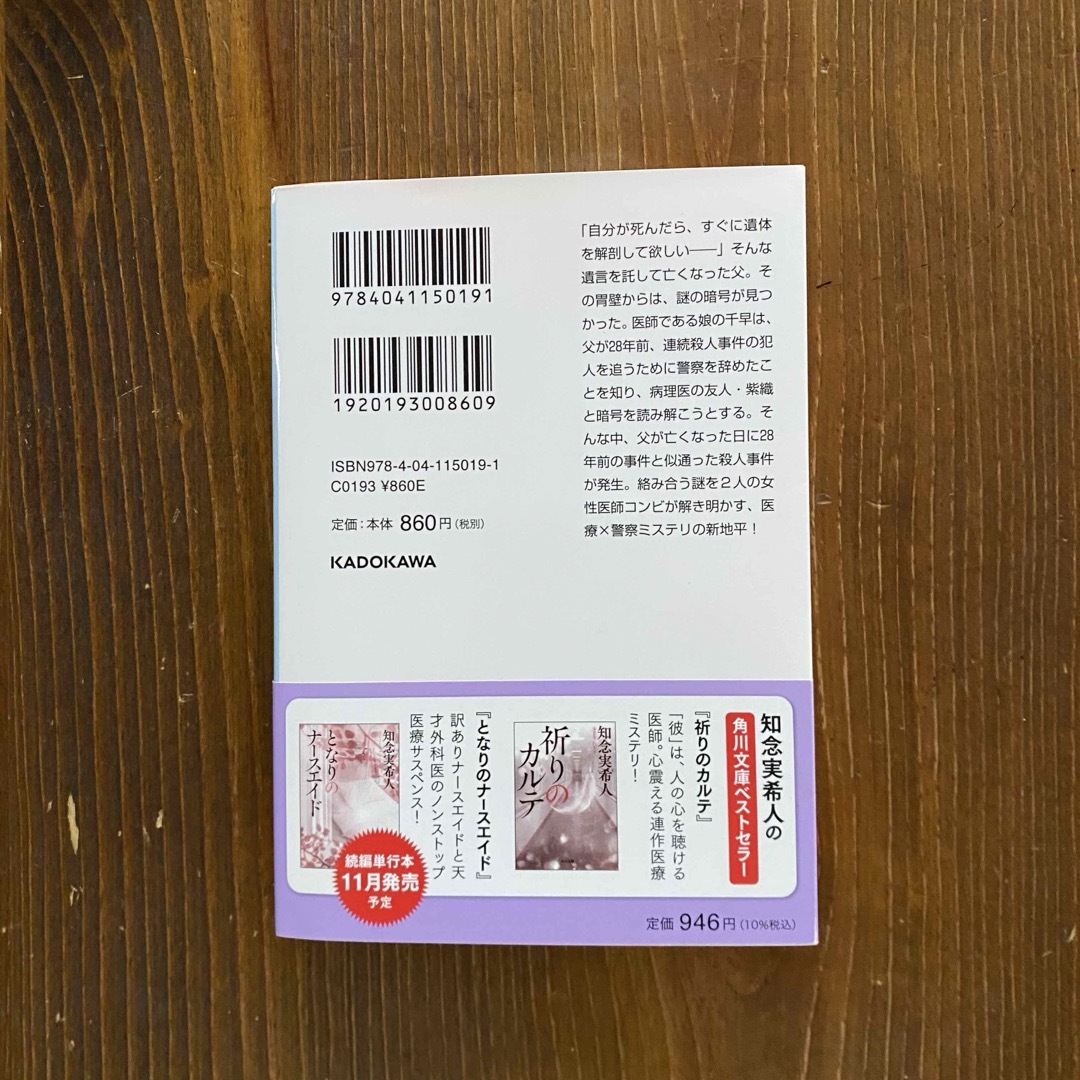 9784041150191
1920193008609
ISBN978-4-04-115019-1
C0193 ¥860E
定価：本体 860円（税別）
KADOKAWA
「自分が死んだら、すぐに遺体
を解剖して欲しい――」そんな
遺言を託して亡くなった父。そ
の胃壁からは、謎の暗号が見つ
かった。医師である娘の千早は、
父が28年前、連続殺人事件の犯
人を追うために警察を辞めたこ
とを知り、病理医の友人・紫織
と暗号を読み解こうとする。そ
んな中、父が亡くなった日に28
年前の事件と似通った殺人事件
が発生。絡み合う謎を２人の女
性医師コンビが解き明かす、医
療×警察ミステリの新地平！
知念実希人の
角川文庫ベストセラー
『祈りのカルテ』
「彼」は、人の心を聴ける
医師。心震える連作医療
ミステリ！
知念実希人
祈りの
カルテ
『となりのナースエイド』
訳ありナースエイドと天
才外科医のノンストップ
医療サスペンス！
知念実希人
となりの
ナースエイド
続編単行本
11月発売
予定
定価 946円（10%税込）